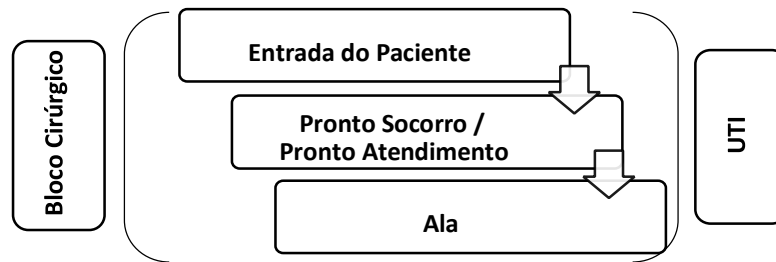 Bloco Cirúrgico
Entrada do Paciente
Pronto Socorro /
Pronto Atendimento
Ala
UTI